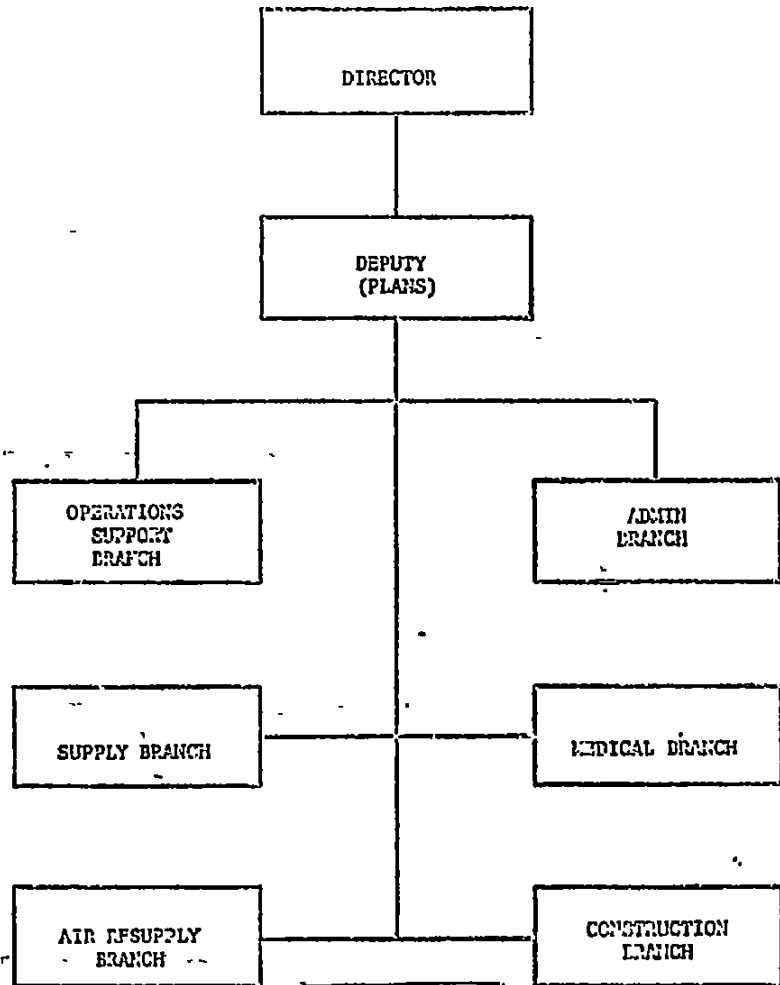 DIRECTOR
DEPUTY
(PLANS)
OPERATIONS
SUPPORT
BRANCH
ADMIN
BRANCH
SUPPLY BRANCH
MEDICAL BRANCH
AIR RESUPPLY
BRANCH
CONSTRUCTION
BRANCH